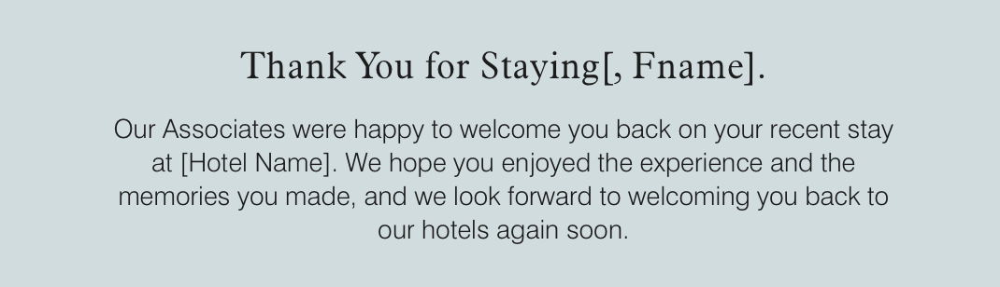 Thank You for Staying[, Fname].
Our Associates were happy to welcome you back on your recent stay
at [Hotel Name]. We hope you enjoyed the experience and the
memories you made, and we look forward to welcoming you back to
our hotels again soon.